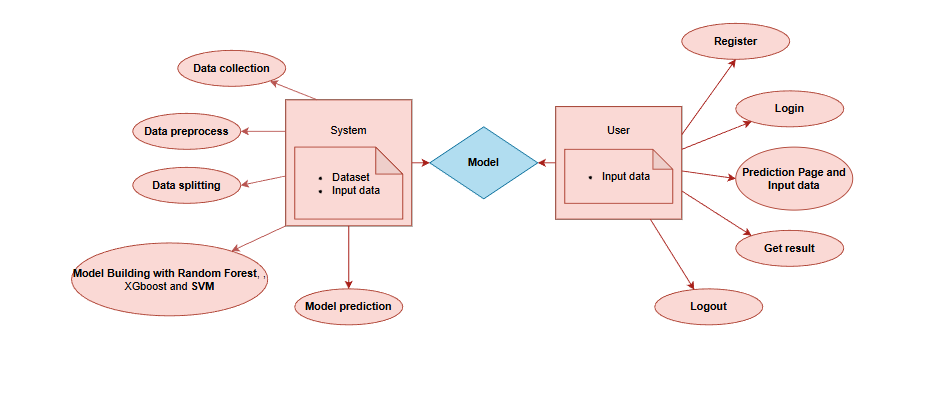 Data collection
Data preprocess
Data splitting
Model Building with Random Forest, ,
XGboost and SVM
Model prediction
System
• Dataset
• Input data
Model
User
• Input data
Register
Login
Prediction Page and
Input data
Get result
Logout